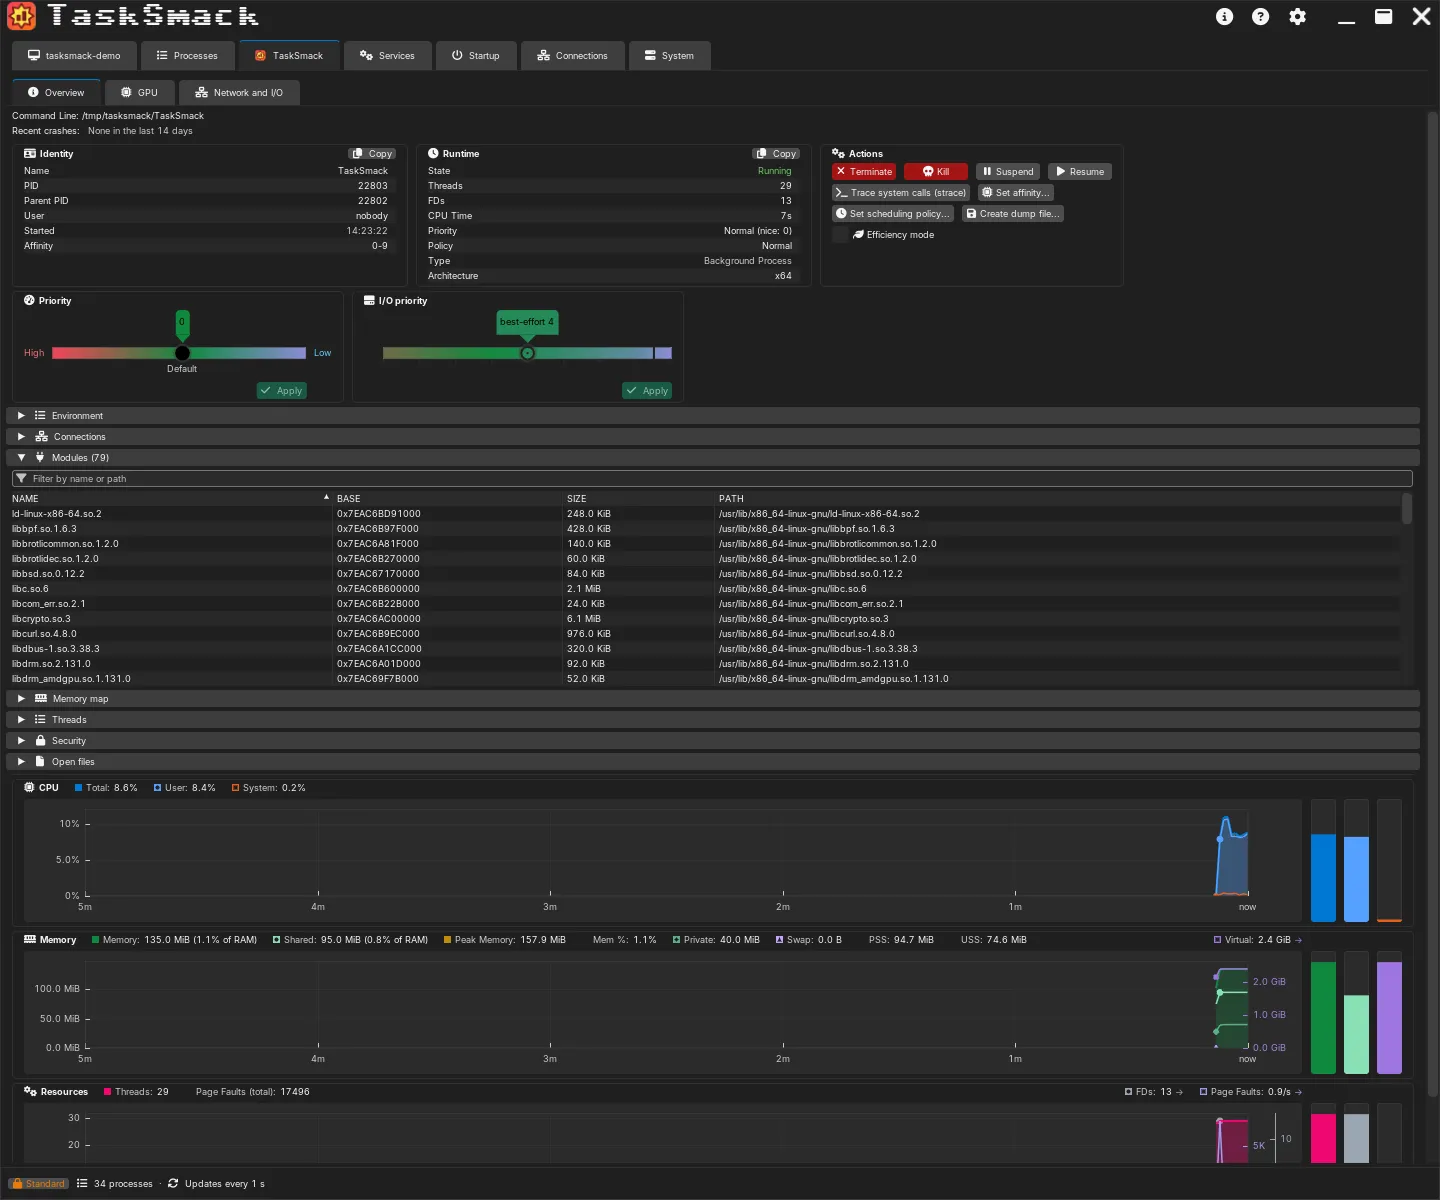 TaskSmack
tasksmack-demo Processes TaskSmack Services Startup Connections System
Overview GPU Network and I/O
Command Line: /tmp/tasksmack/TaskSmack
Recent crashes: None in the last 14 days
Identity Copy
Name TaskSmack
PID 22803
Parent PID 22802
User nobody
Started 14:23:22
Affinity 0-9
Runtime Copy
State Running
Threads 29
FDs 13
CPU Time 7s
Priority Normal (nice: 0)
Policy Normal
Type Background Process
Architecture x64
Actions
Terminate Kill Suspend Resume
Trace system calls (strace) Set affinity...
Set scheduling policy... Create dump file...
Efficiency mode
Priority
0
High Low
Default
Apply
I/O priority
best-effort 4
Apply
Environment
Connections
Modules (79)
Filter by name or path
NAME BASE SIZE PATH
ld-linux-x86-64.so.2 0x7EAC6BD91000 248.0 KiB /usr/lib/x86_64-linux-gnu/ld-linux-x86-64.so.2
libbpf.so.1.6.3 0x7EAC6B97F000 428.0 KiB /usr/lib/x86_64-linux-gnu/libbpf.so.1.6.3
libbrotlicommon.so.1.2.0 0x7EAC6A81F000 140.0 KiB /usr/lib/x86_64-linux-gnu/libbrotlicommon.so.1.2.0
libbrotlidec.so.1.2.0 0x7EAC6B270000 60.0 KiB /usr/lib/x86_64-linux-gnu/libbrotlidec.so.1.2.0
libbsd.so.0.12.2 0x7EAC67170000 84.0 KiB /usr/lib/x86_64-linux-gnu/libbsd.so.0.12.2
libc.so.6 0x7EAC6B600000 2.1 MiB /usr/lib/x86_64-linux-gnu/libc.so.6
libcom_err.so.2.1 0x7EAC6B22B000 24.0 KiB /usr/lib/x86_64-linux-gnu/libcom_err.so.2.1
libcrypto.so.3 0x7EAC6AC00000 6.1 MiB /usr/lib/x86_64-linux-gnu/libcrypto.so.3
libcurl.so.4.8.0 0x7EAC6B9EC000 976.0 KiB /usr/lib/x86_64-linux-gnu/libcurl.so.4.8.0
libdbus-1.so.3.38.3 0x7EAC6A1CC000 320.0 KiB /usr/lib/x86_64-linux-gnu/libdbus-1.so.3.38.3
libdrm.so.2.131.0 0x7EAC6A01D000 92.0 KiB /usr/lib/x86_64-linux-gnu/libdrm.so.2.131.0
libdrm_amdgpu.so.1.131.0 0x7EAC69F7B000 52.0 KiB /usr/lib/x86_64-linux-gnu/libdrm_amdgpu.so.1.131.0
Memory map
Threads
Security
Open files
CPU Total: 8.6% User: 8.4% System: 0.2%
10%
5.0%
0%
5m 4m 3m 2m 1m now
Memory Memory: 135.0 MiB (1.1% of RAM) Shared: 95.0 MiB (0.8% of RAM) Peak Memory: 157.9 MiB Mem %: 1.1% Private: 40.0 MiB Swap: 0.0 B PSS: 94.7 MiB USS: 74.6 MiB Virtual: 2.4 GiB →
100.0 MiB 2.0 GiB
50.0 MiB 1.0 GiB
0.0 MiB 0.0 GiB
5m 4m 3m 2m 1m now
Resources Threads: 29 Page Faults (total): 17496 FDs: 13 → Page Faults: 0.9/s →
30
20 5K 10
Standard 34 processes · Updates every 1 s